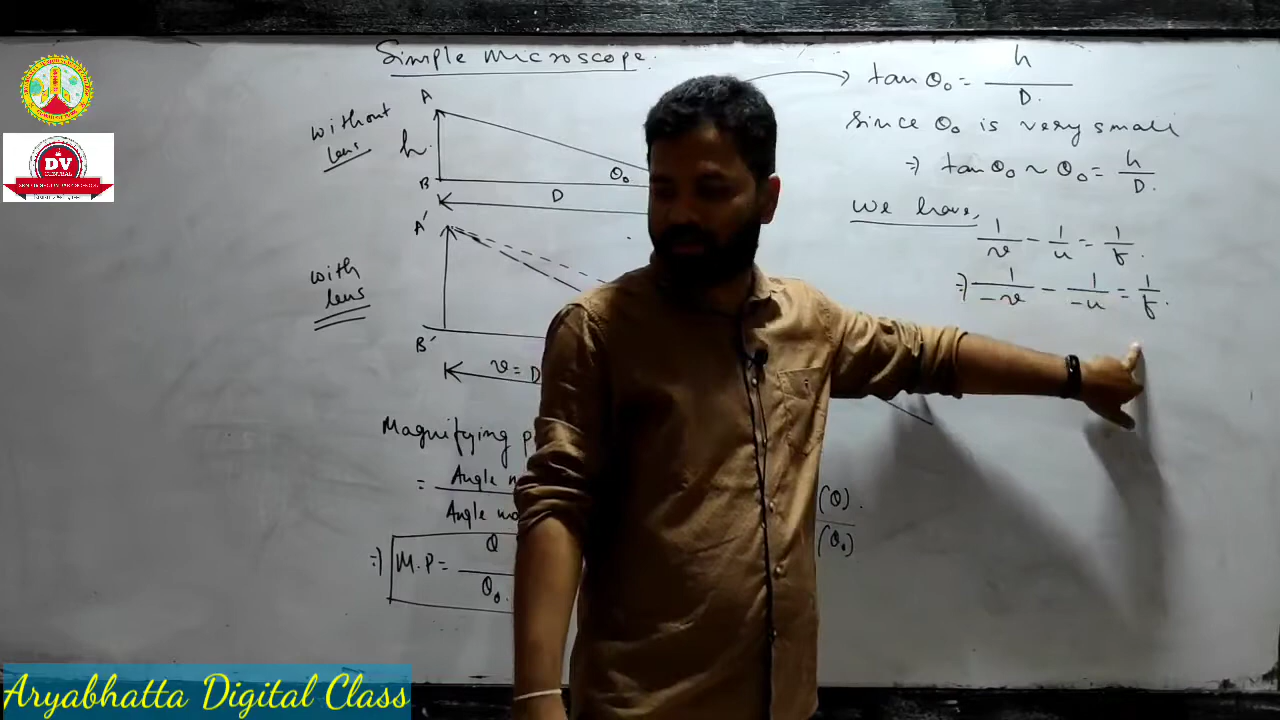 Simple Microscope.
without
lens
A
h.
B
θ₀
D
tan θ₀ = h/D.
Since θ₀ is very small
⇒ tan θ₀ ~ θ₀ = h/D.
We have,
1/v - 1/u = 1/f.
⇒ 1/-v - 1/-u = 1/f.
with
lens
A'
B'
v = D
Magnifying p
= Angle
Angle
(θ).
(θ₀)
⇒ M.P = θ/θ₀.
DV
CENTRAL
Aryabhatta Digital Class